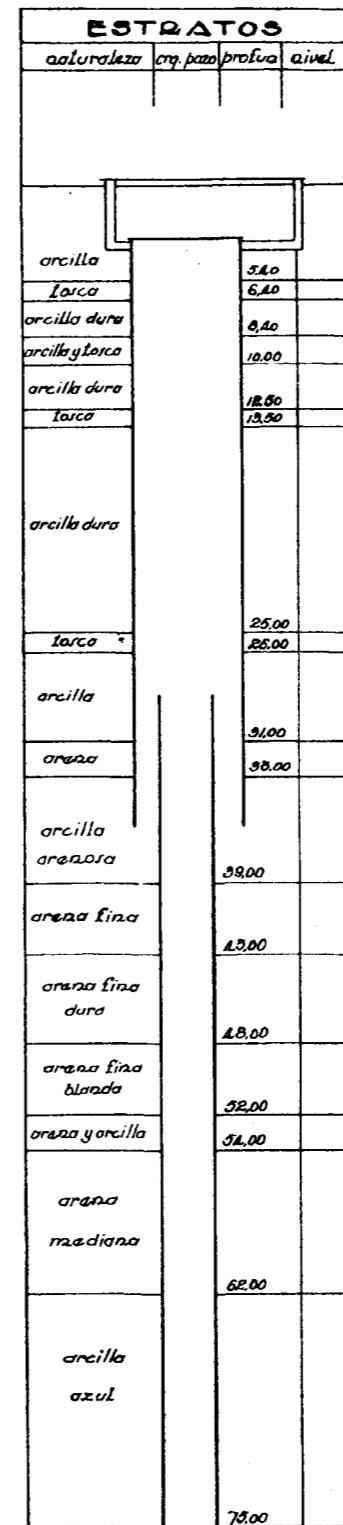 ESTRATOS
naturaleza crq. pozo profun nivel
arcilla 5,40
tosca 6,40
arcilla dura 8,40
arcilla y tosca 10,00
arcilla dura 12,50
tosca 13,50
arcilla dura 25,00
tosca 26,00
arcilla 31,00
arena 33,00
arcilla
arenosa 39,00
arena fina 43,00
arena fina
dura 48,00
arena fina
blanda 52,00
arena y arcilla 54,00
arena
mediana 62,00
arcilla
azul 75,00